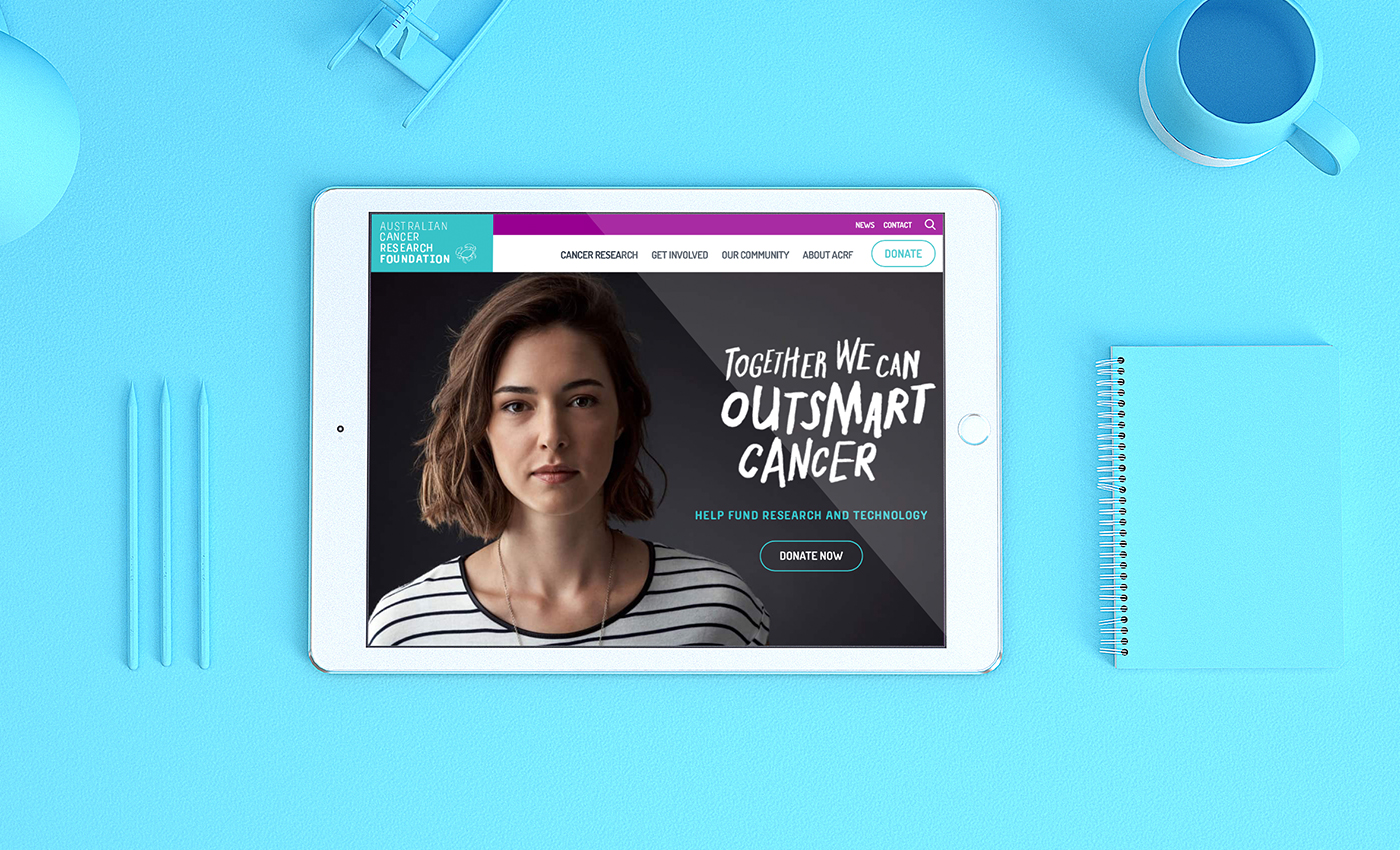 AUSTRALIAN
CANCER
RESEARCH
FOUNDATION
NEWS CONTACT
CANCER RESEARCH GET INVOLVED OUR COMMUNITY ABOUT ACRF DONATE
TOGETHER WE CAN
OUTSMART
CANCER
HELP FUND RESEARCH AND TECHNOLOGY
DONATE NOW